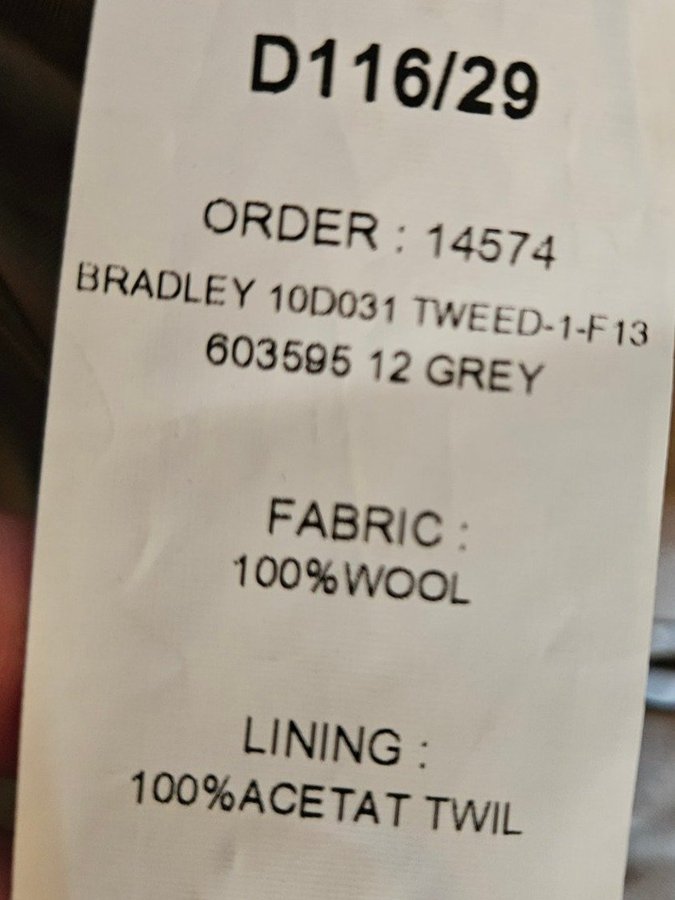 D116/29
ORDER : 14574
BRADLEY 10D031 TWEED-1-F13
603595 12 GREY
FABRIC :
100%WOOL
LINING :
100%ACETAT TWIL